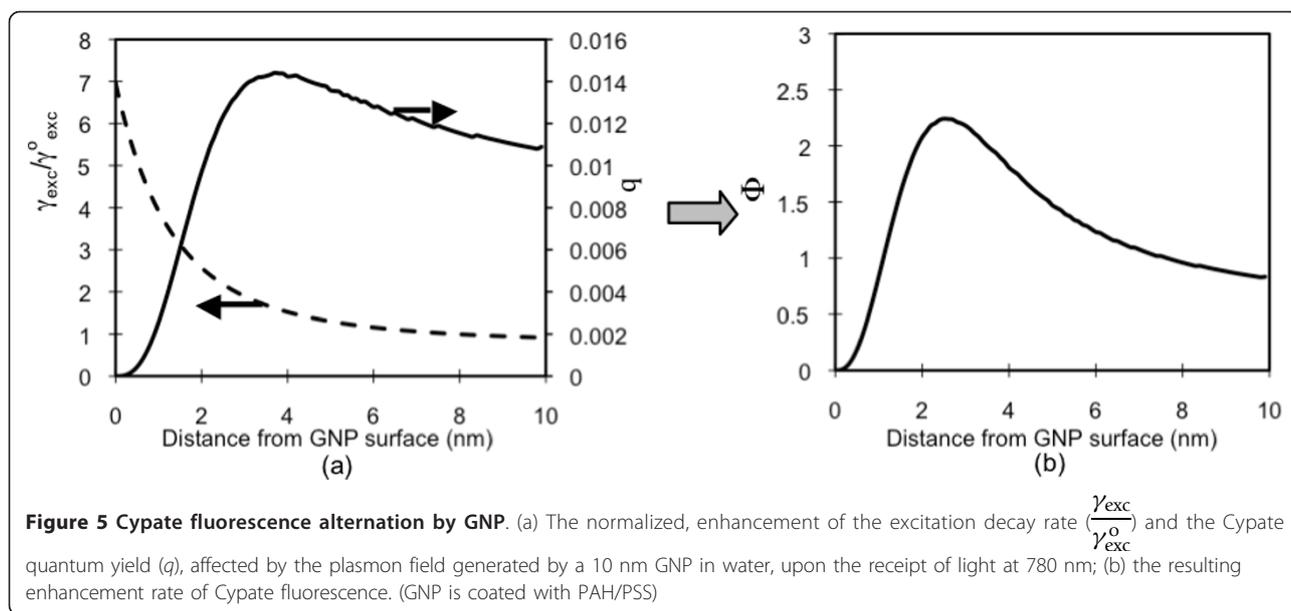 8
7
6
5
4
3
2
1
0
γexc/γ°exc
0.016
0.014
0.012
0.01
0.008
0.006
0.004
0.002
0
q
0 2 4 6 8 10
Distance from GNP surface (nm)
(a)
3
2.5
2
1.5
1
0.5
0
Φ
0 2 4 6 8 10
Distance from GNP surface (nm)
(b)
Figure 5 Cypate fluorescence alternation by GNP. (a) The normalized, enhancement of the excitation decay rate (γexc/γ°exc) and the Cypate
quantum yield (q), affected by the plasmon field generated by a 10 nm GNP in water, upon the receipt of light at 780 nm; (b) the resulting
enhancement rate of Cypate fluorescence. (GNP is coated with PAH/PSS)